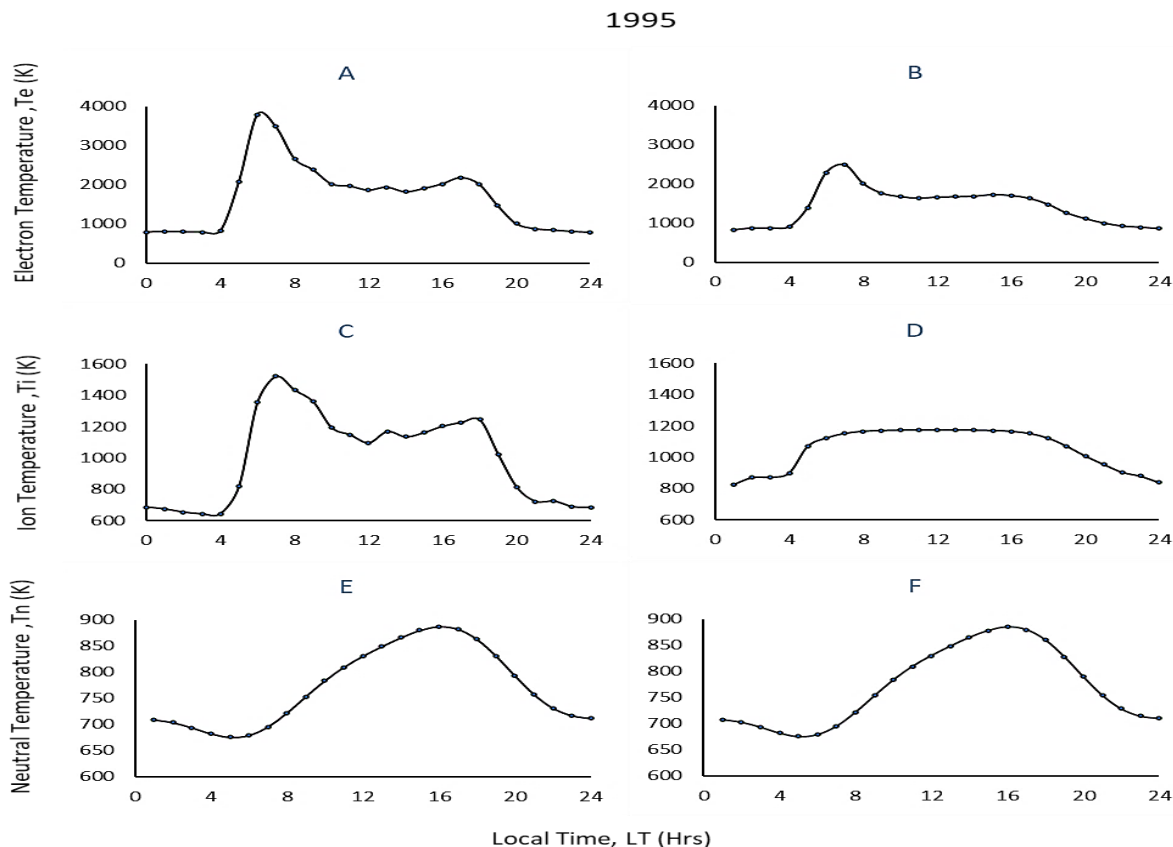 1995
A
B
Electron Temperature ,Te (K)
4000
3000
2000
1000
0
0 4 8 12 16 20 24
4000
3000
2000
1000
0
0 4 8 12 16 20 24
C
D
Ion Temperature ,Ti (K)
1600
1400
1200
1000
800
600
0 4 8 12 16 20 24
1600
1400
1200
1000
800
600
0 4 8 12 16 20 24
E
F
Neutral Temperature ,Tn (K)
900
850
800
750
700
650
600
0 4 8 12 16 20 24
900
850
800
750
700
650
600
0 4 8 12 16 20 24
Local Time, LT (Hrs)